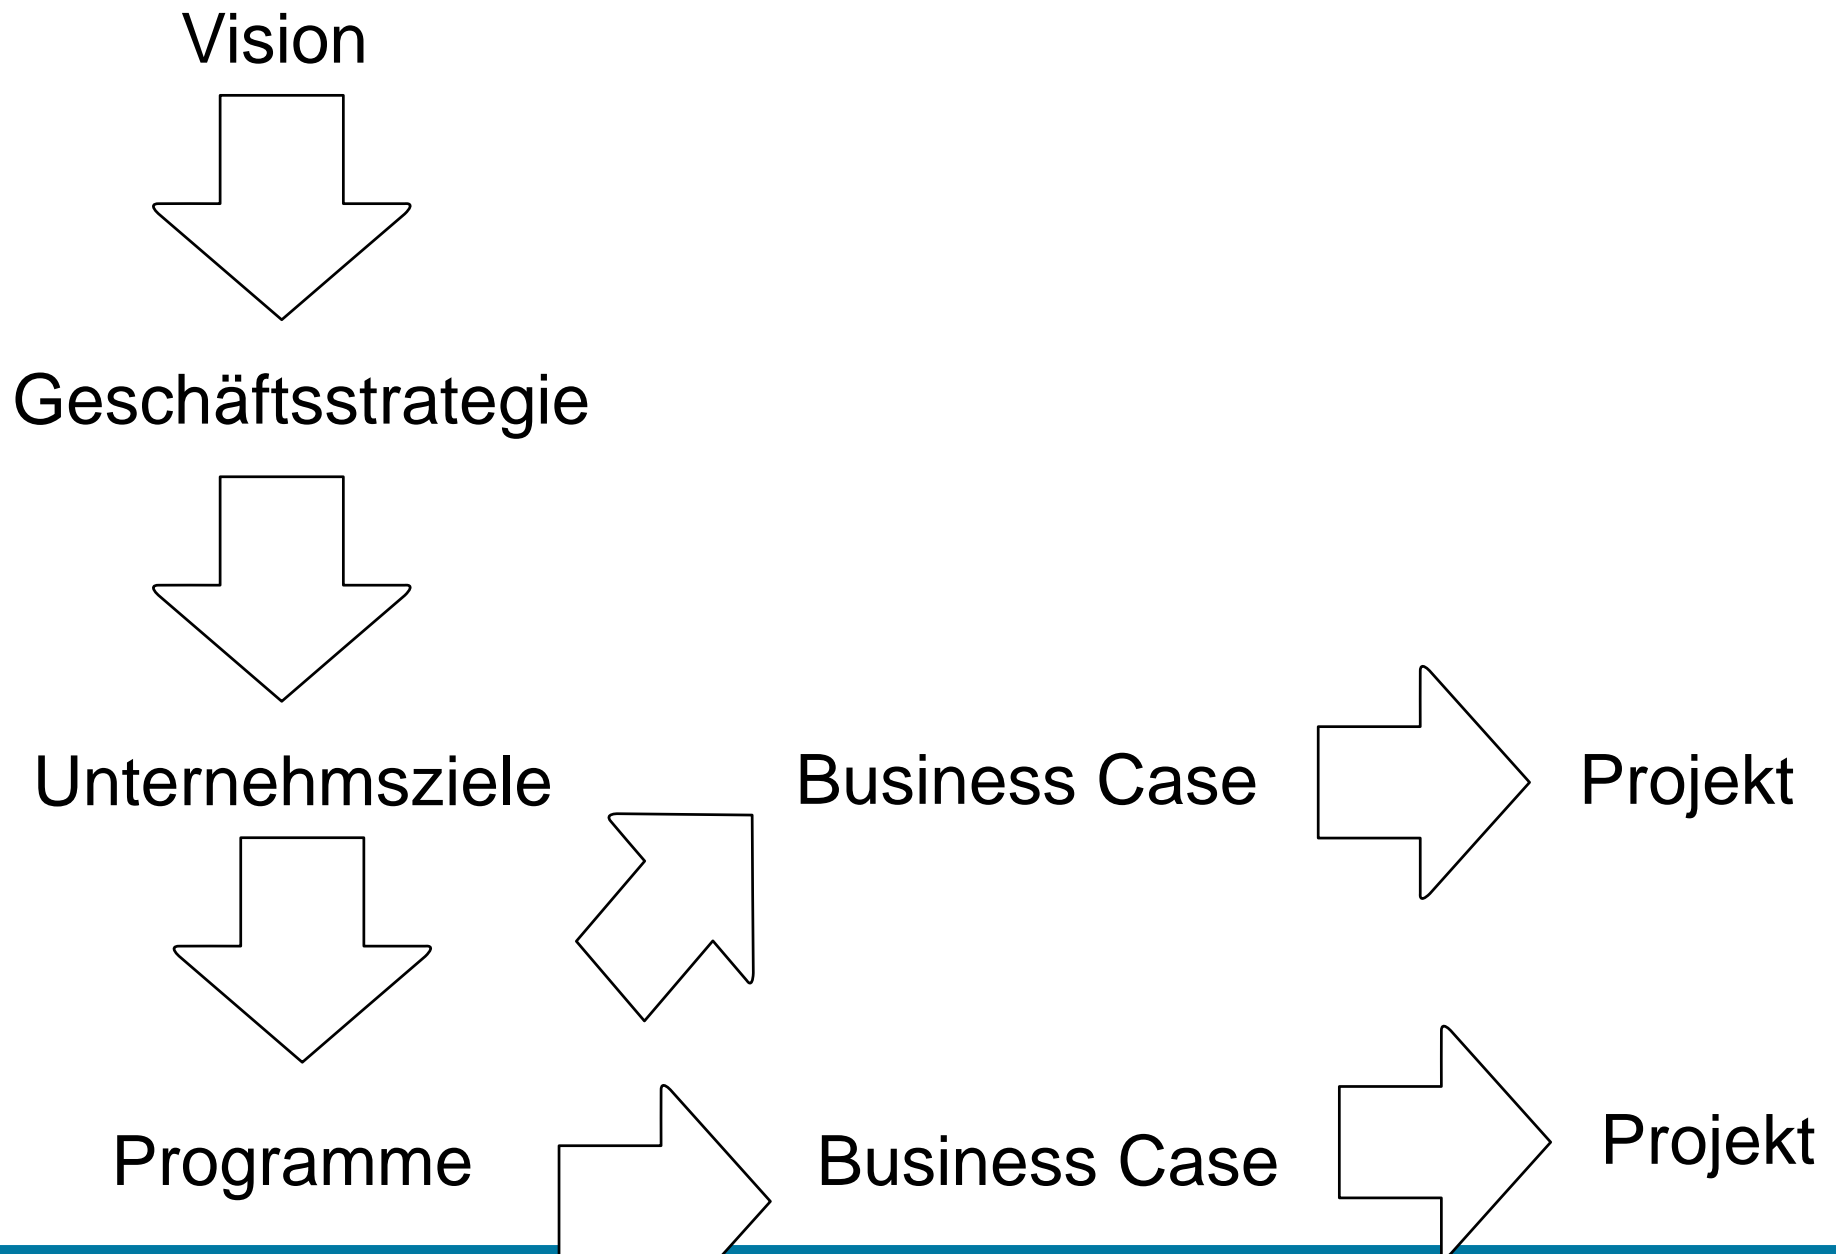 Vision
Geschäftsstrategie
Unternehmsziele
Business Case
Projekt
Programme
Business Case
Projekt